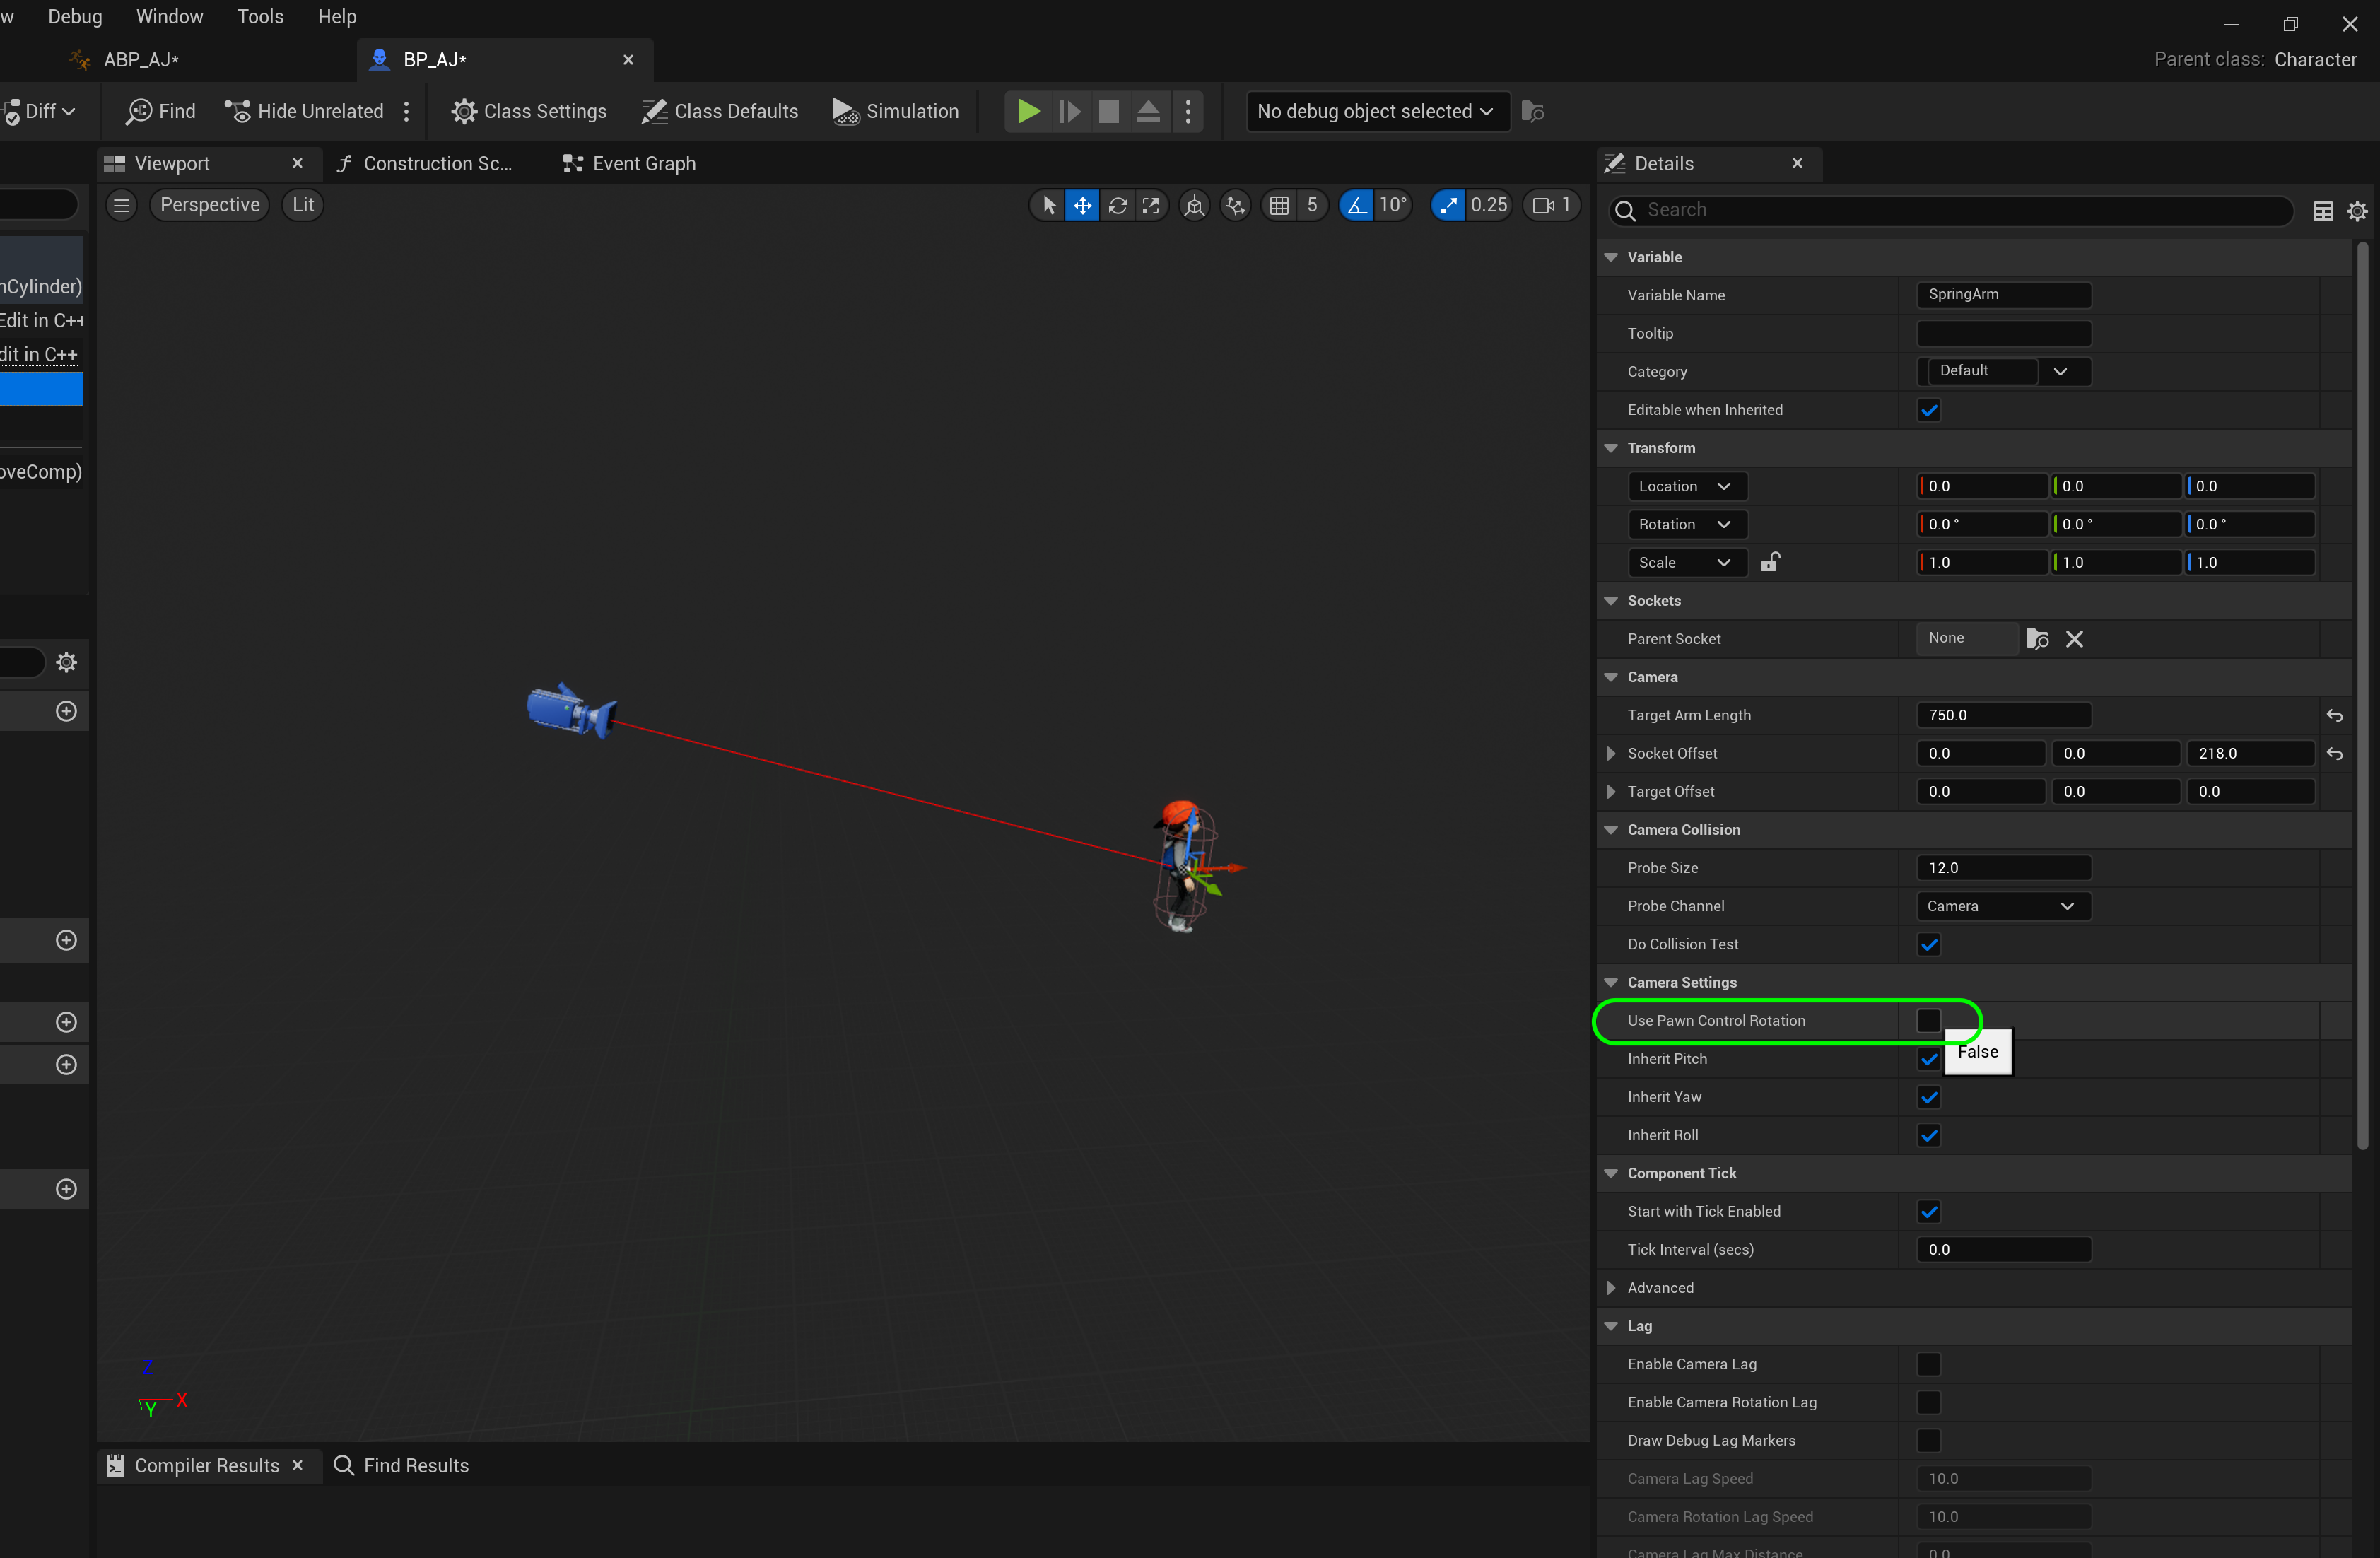 w Debug Window Tools Help
ABP_AJ*
BP_AJ*
Parent class: Character
Diff
Find
Hide Unrelated
Class Settings
Class Defaults
Simulation
No debug object selected
Viewport
Construction Sc...
Event Graph
Details
Perspective
Lit
5
10°
0.25
1
Search
nCylinder)
Edit in C++
dit in C++
oveComp)
Variable
Variable Name SpringArm
Tooltip
Category Default
Editable when Inherited
Transform
Location 0.0 0.0 0.0
Rotation 0.0 ° 0.0 ° 0.0 °
Scale 1.0 1.0 1.0
Sockets
Parent Socket None
Camera
Target Arm Length 750.0
Socket Offset 0.0 0.0 218.0
Target Offset 0.0 0.0 0.0
Camera Collision
Probe Size 12.0
Probe Channel Camera
Do Collision Test
Camera Settings
Use Pawn Control Rotation
False
Inherit Pitch
Inherit Yaw
Inherit Roll
Component Tick
Start with Tick Enabled
Tick Interval (secs) 0.0
Advanced
Lag
Enable Camera Lag
Enable Camera Rotation Lag
Draw Debug Lag Markers
Camera Lag Speed 10.0
Camera Rotation Lag Speed 10.0
Camera Lag Max Distance 0.0
Z
X
Y
Compiler Results
Find Results